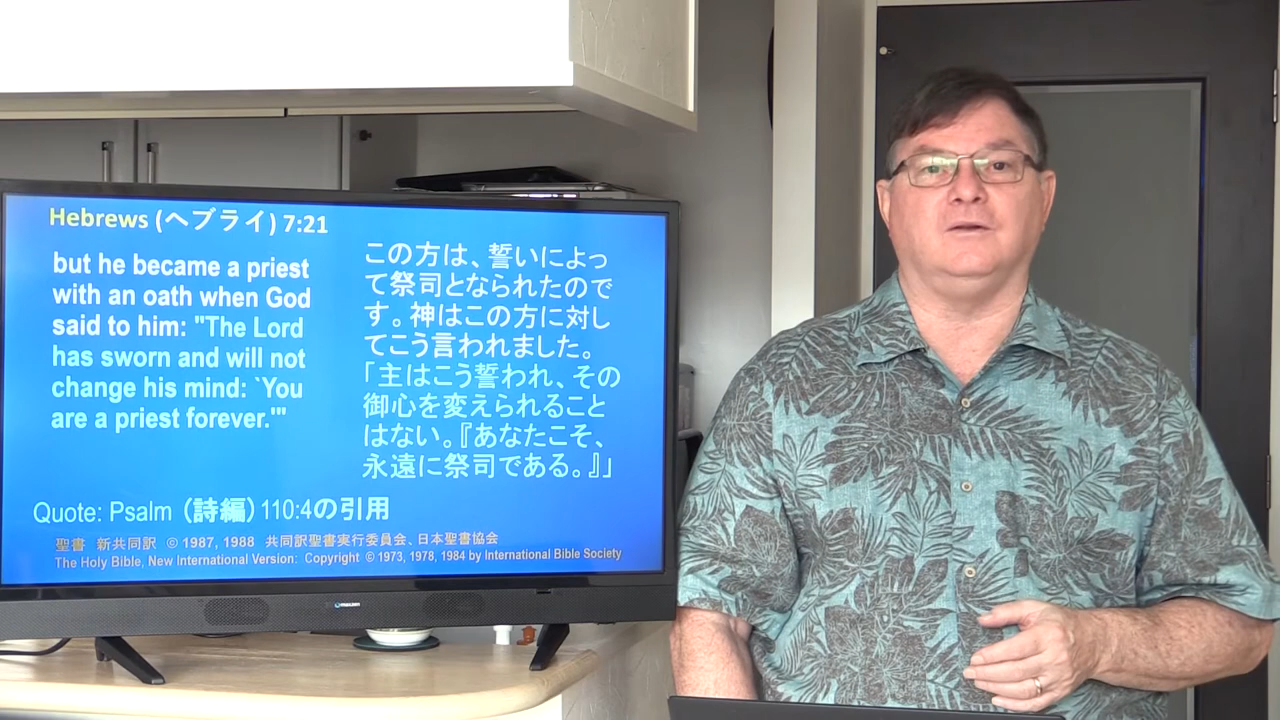 Hebrews (ヘブライ) 7:21
but he became a priest
with an oath when God
said to him: "The Lord
has sworn and will not
change his mind: `You
are a priest forever.'"
この方は、誓いによっ
て祭司となられたので
す。神はこの方に対し
てこう言われました。
「主はこう誓われ、その
御心を変えられること
はない。『あなたこそ、
永遠に祭司である。』」
Quote: Psalm (詩編) 110:4の引用
聖書 新共同訳 © 1987, 1988 共同訳聖書実行委員会、日本聖書協会
The Holy Bible, New International Version: Copyright © 1973, 1978, 1984 by International Bible Society